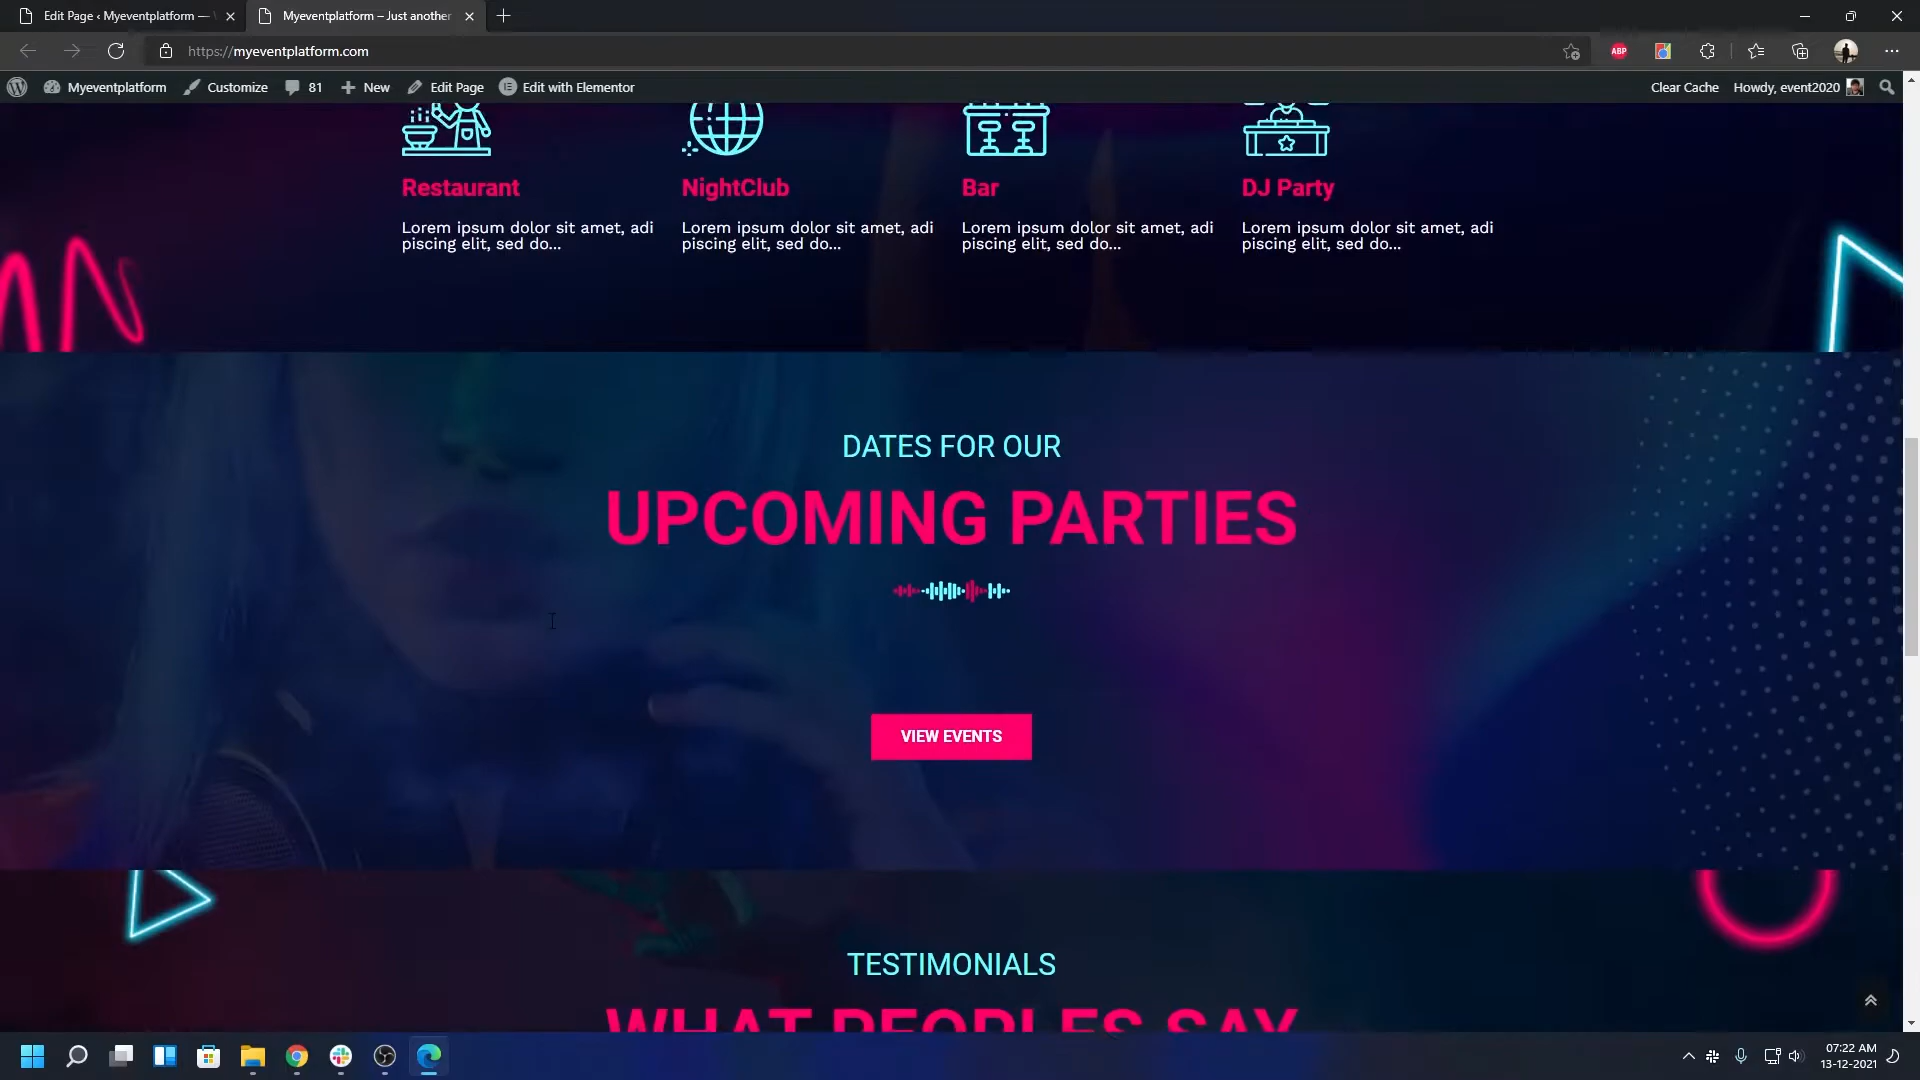 Edit Page ‹ Myeventplatform —
Myeventplatform – Just another
https://myeventplatform.com
ABP
Myeventplatform
Customize
81
New
Edit Page
Edit with Elementor
Clear Cache
Howdy, event2020
Restaurant
NightClub
Bar
DJ Party
Lorem ipsum dolor sit amet, adi
piscing elit, sed do...
Lorem ipsum dolor sit amet, adi
piscing elit, sed do...
Lorem ipsum dolor sit amet, adi
piscing elit, sed do...
Lorem ipsum dolor sit amet, adi
piscing elit, sed do...
DATES FOR OUR
UPCOMING PARTIES
VIEW EVENTS
TESTIMONIALS
WHAT PEOPLES SAY
07:22 AM
13-12-2021